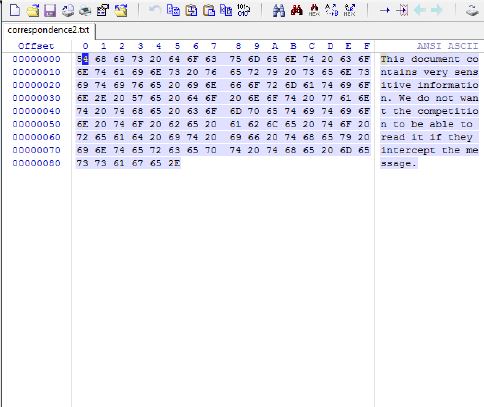 correspondence2.txt
Offset 0 1 2 3 4 5 6 7 8 9 A B C D E F ANSI ASCII
00000000 54 68 69 73 20 64 6F 63 75 6D 65 6E 74 20 63 6F This document co
00000010 6E 74 61 69 6E 73 20 76 65 72 79 20 73 65 6E 73 ntains very sens
00000020 69 74 69 76 65 20 69 6E 66 6F 72 6D 61 74 69 6F itive informatio
00000030 6E 2E 20 57 65 20 64 6F 20 6E 6F 74 20 77 61 6E n. We do not wan
00000040 74 20 74 68 65 20 63 6F 6D 70 65 74 69 74 69 6F t the competitio
00000050 6E 20 74 6F 20 62 65 20 61 62 6C 65 20 74 6F 20 n to be able to
00000060 72 65 61 64 20 69 74 20 69 66 20 74 68 65 79 20 read it if they
00000070 69 6E 74 65 72 63 65 70 74 20 74 68 65 20 6D 65 intercept the me
00000080 73 73 61 67 65 2E ssage.